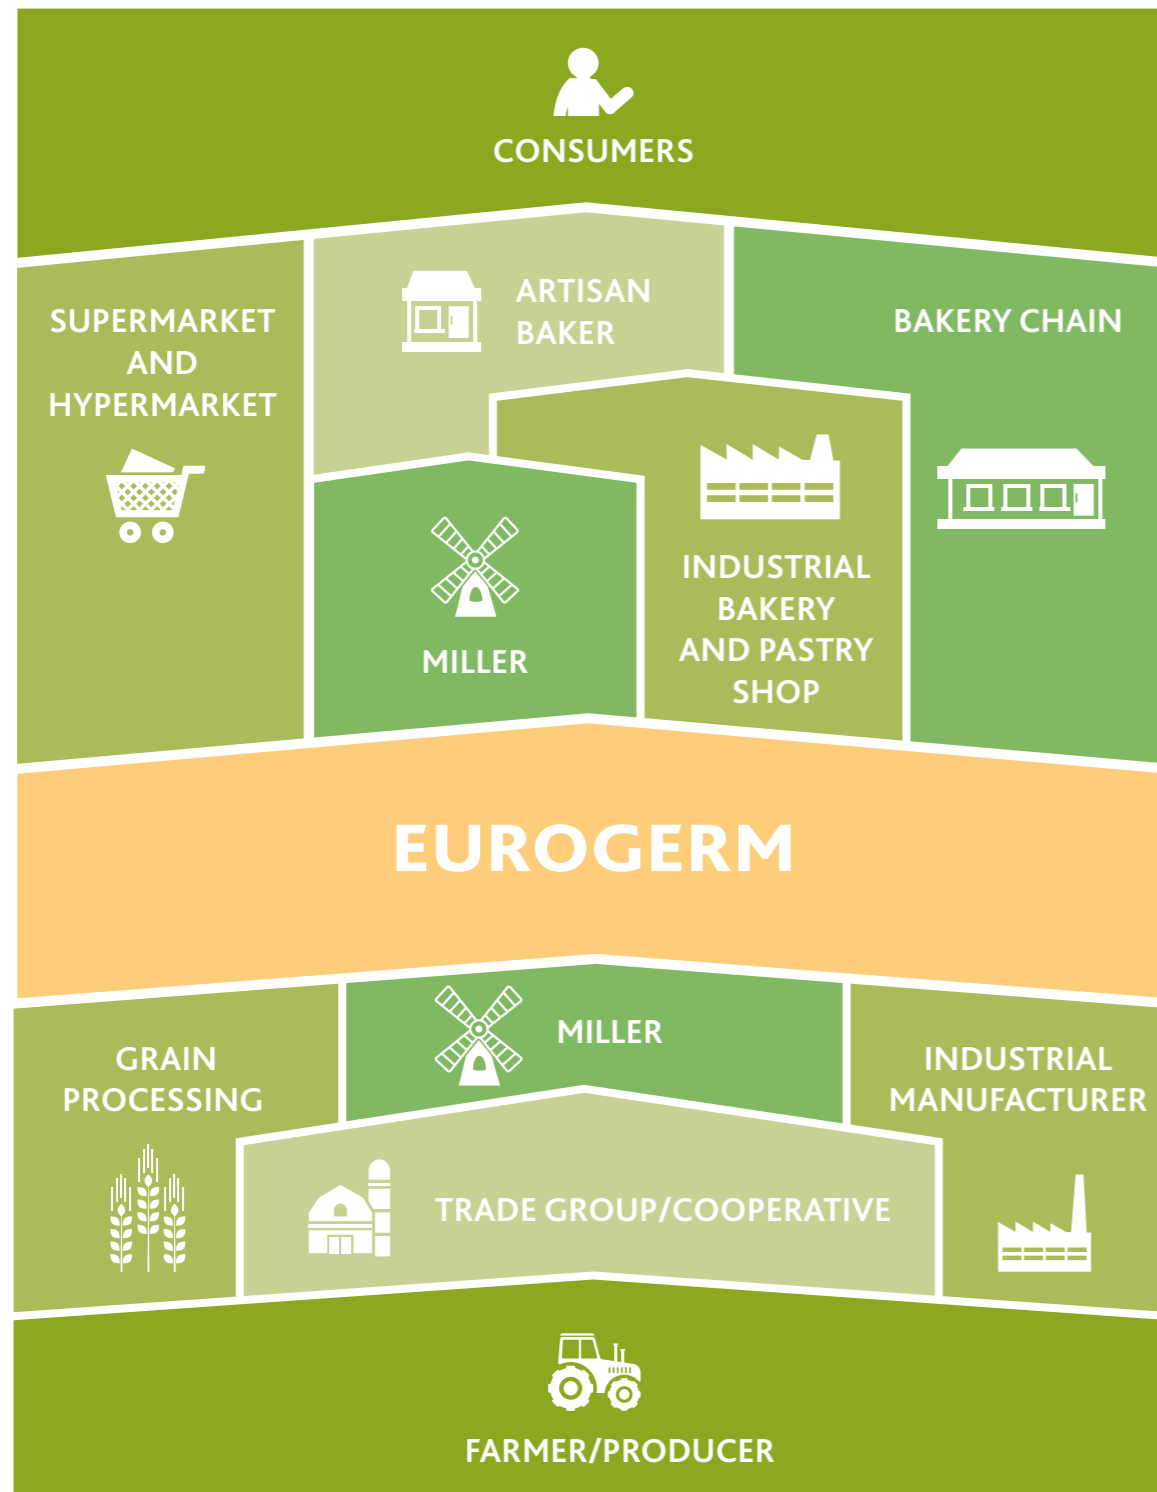 CONSUMERS
SUPERMARKET
AND
HYPERMARKET
ARTISAN
BAKER
BAKERY CHAIN
MILLER
INDUSTRIAL
BAKERY
AND PASTRY
SHOP
EUROGERM
GRAIN
PROCESSING
MILLER
INDUSTRIAL
MANUFACTURER
TRADE GROUP/COOPERATIVE
FARMER/PRODUCER